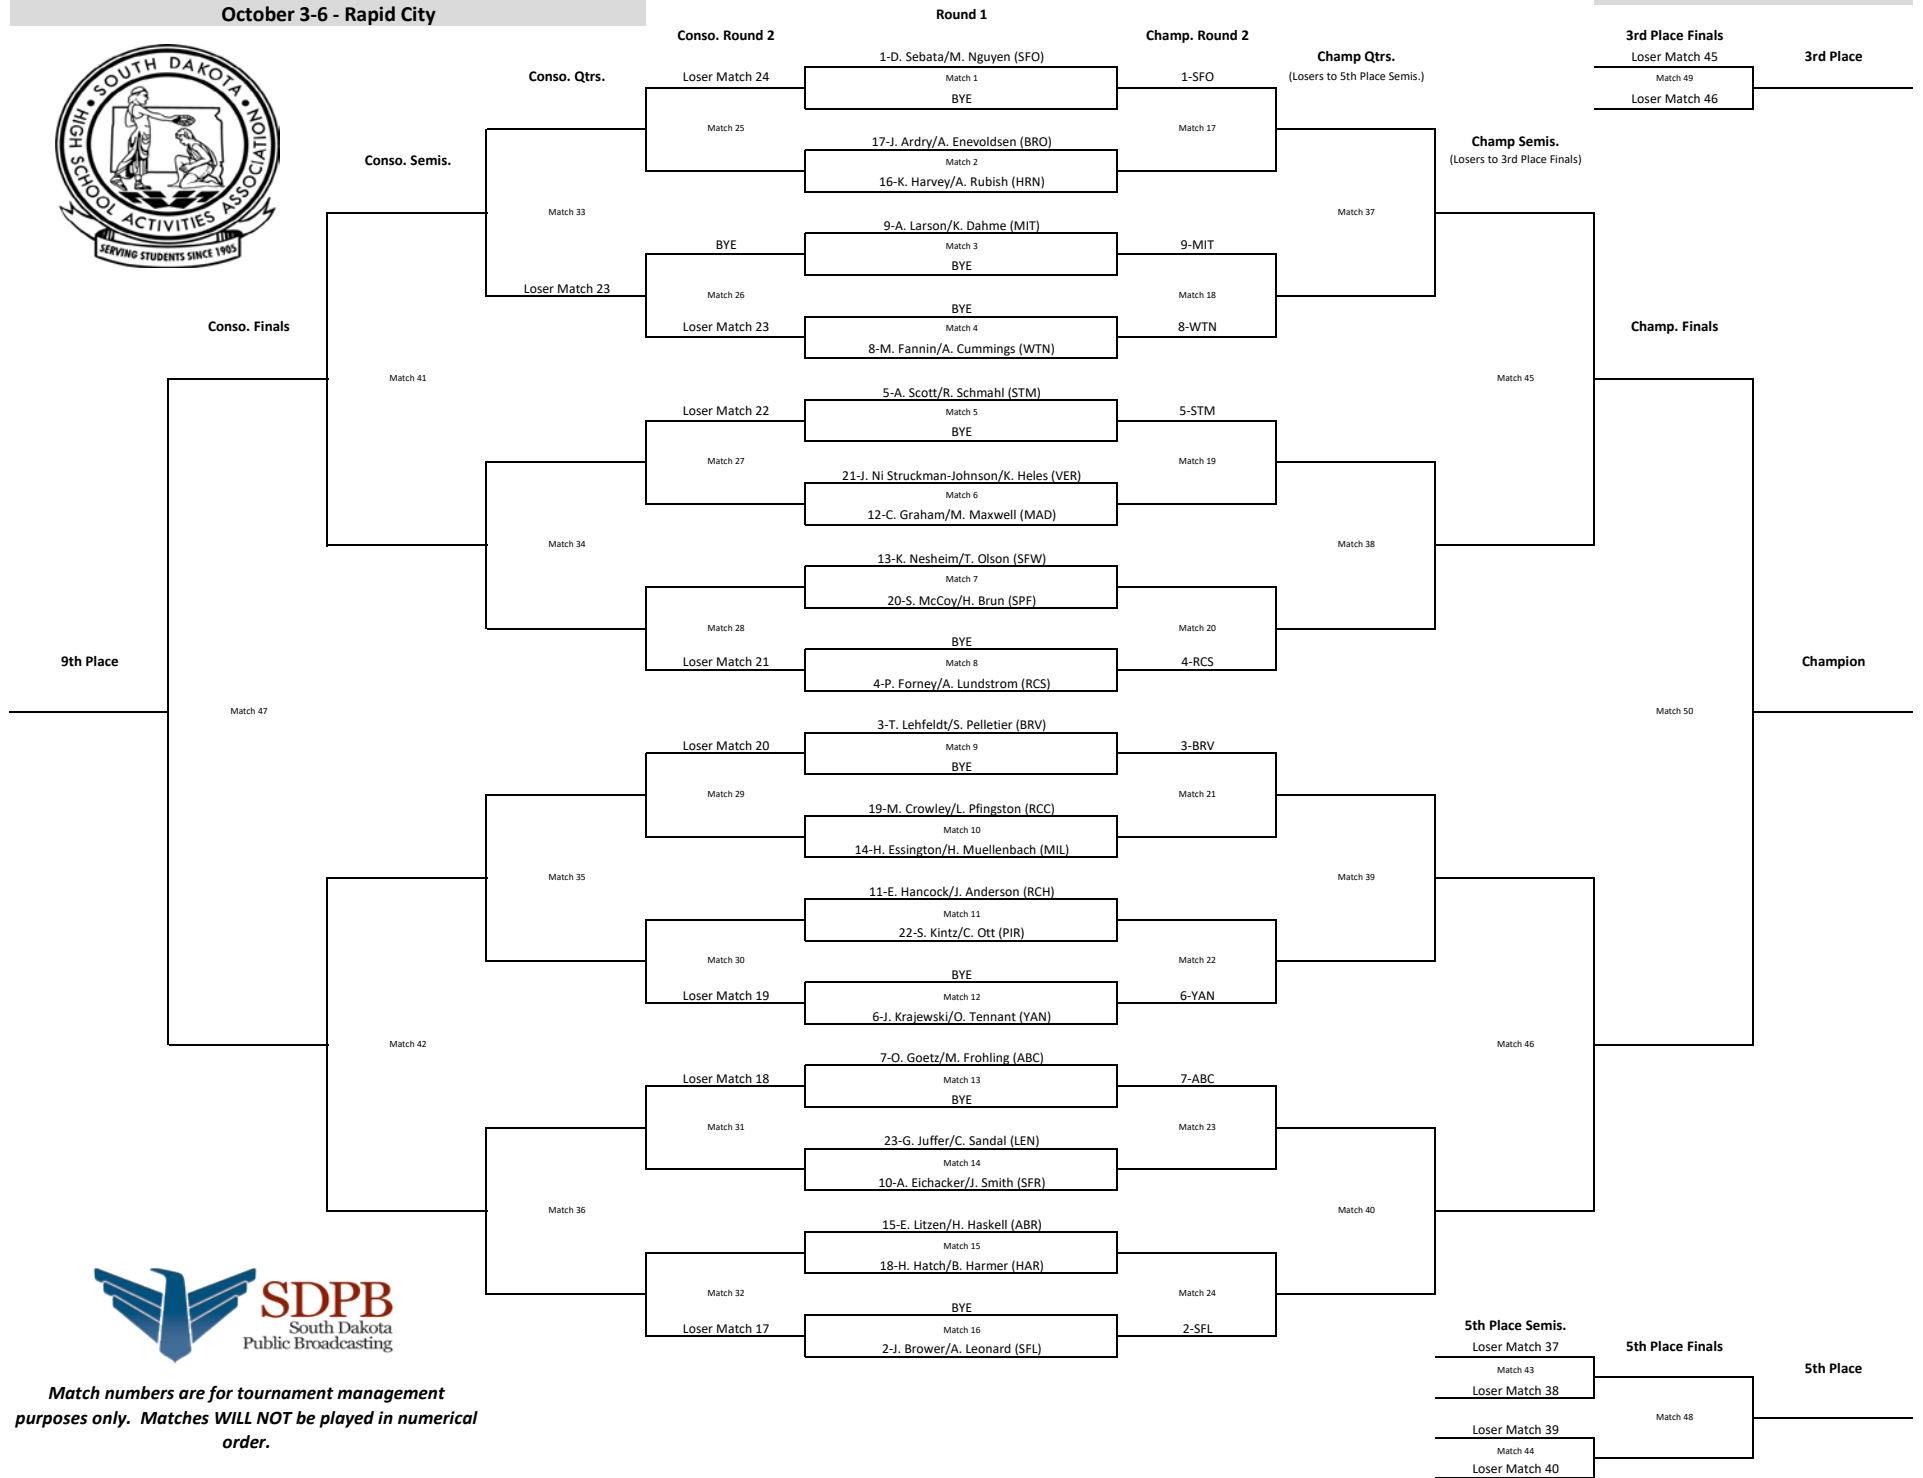 October 3-6 - Rapid City
Round 1
Conso. Round 2
Champ. Round 2
3rd Place Finals
1-D. Sebata/M. Nguyen (SFO)
Champ Qtrs.
Loser Match 45
3rd Place
SOUTH DAKOTA HIGH SCHOOL ACTIVITIES ASSOCIATION
SERVING STUDENTS SINCE 1905
Conso. Qtrs.
Loser Match 24
Match 1
1-SFO
(Losers to 5th Place Semis.)
Match 49
BYE
Loser Match 46
Match 25
Match 17
17-J. Ardry/A. Enevoldsen (BRO)
Champ Semis.
Conso. Semis.
Match 2
(Losers to 3rd Place Finals)
16-K. Harvey/A. Rubish (HRN)
Match 33
Match 37
9-A. Larson/K. Dahme (MIT)
BYE
Match 3
9-MIT
BYE
Loser Match 23
Match 26
Match 18
BYE
Conso. Finals
Loser Match 23
Match 4
8-WTN
Champ. Finals
8-M. Fannin/A. Cummings (WTN)
Match 41
Match 45
5-A. Scott/R. Schmahl (STM)
Loser Match 22
Match 5
5-STM
BYE
Match 27
Match 19
21-J. Ni Struckman-Johnson/K. Heles (VER)
Match 6
12-C. Graham/M. Maxwell (MAD)
Match 34
Match 38
13-K. Nesheim/T. Olson (SFW)
Match 7
20-S. McCoy/H. Brun (SPF)
Match 28
Match 20
BYE
9th Place
Loser Match 21
Match 8
4-RCS
Champion
4-P. Forney/A. Lundstrom (RCS)
Match 47
Match 50
3-T. Lehfeldt/S. Pelletier (BRV)
Loser Match 20
Match 9
3-BRV
BYE
Match 29
Match 21
19-M. Crowley/L. Pfingston (RCC)
Match 10
14-H. Essington/H. Muellenbach (MIL)
Match 35
Match 39
11-E. Hancock/J. Anderson (RCH)
Match 11
22-S. Kintz/C. Ott (PIR)
Match 30
Match 22
BYE
Loser Match 19
Match 12
6-YAN
6-J. Krajewski/O. Tennant (YAN)
Match 42
Match 46
7-O. Goetz/M. Frohling (ABC)
Loser Match 18
Match 13
7-ABC
BYE
Match 31
Match 23
23-G. Juffer/C. Sandal (LEN)
Match 14
10-A. Eichacker/J. Smith (SFR)
Match 36
Match 40
15-E. Litzen/H. Haskell (ABR)
Match 15
18-H. Hatch/B. Harmer (HAR)
SDPB
South Dakota
Public Broadcasting
Match 32
Match 24
BYE
Loser Match 17
Match 16
2-SFL
5th Place Semis.
2-J. Brower/A. Leonard (SFL)
Loser Match 37
5th Place Finals
Match 43
5th Place
Loser Match 38
Match numbers are for tournament management
purposes only. Matches WILL NOT be played in numerical
order.
Match 48
Loser Match 39
Match 44
Loser Match 40